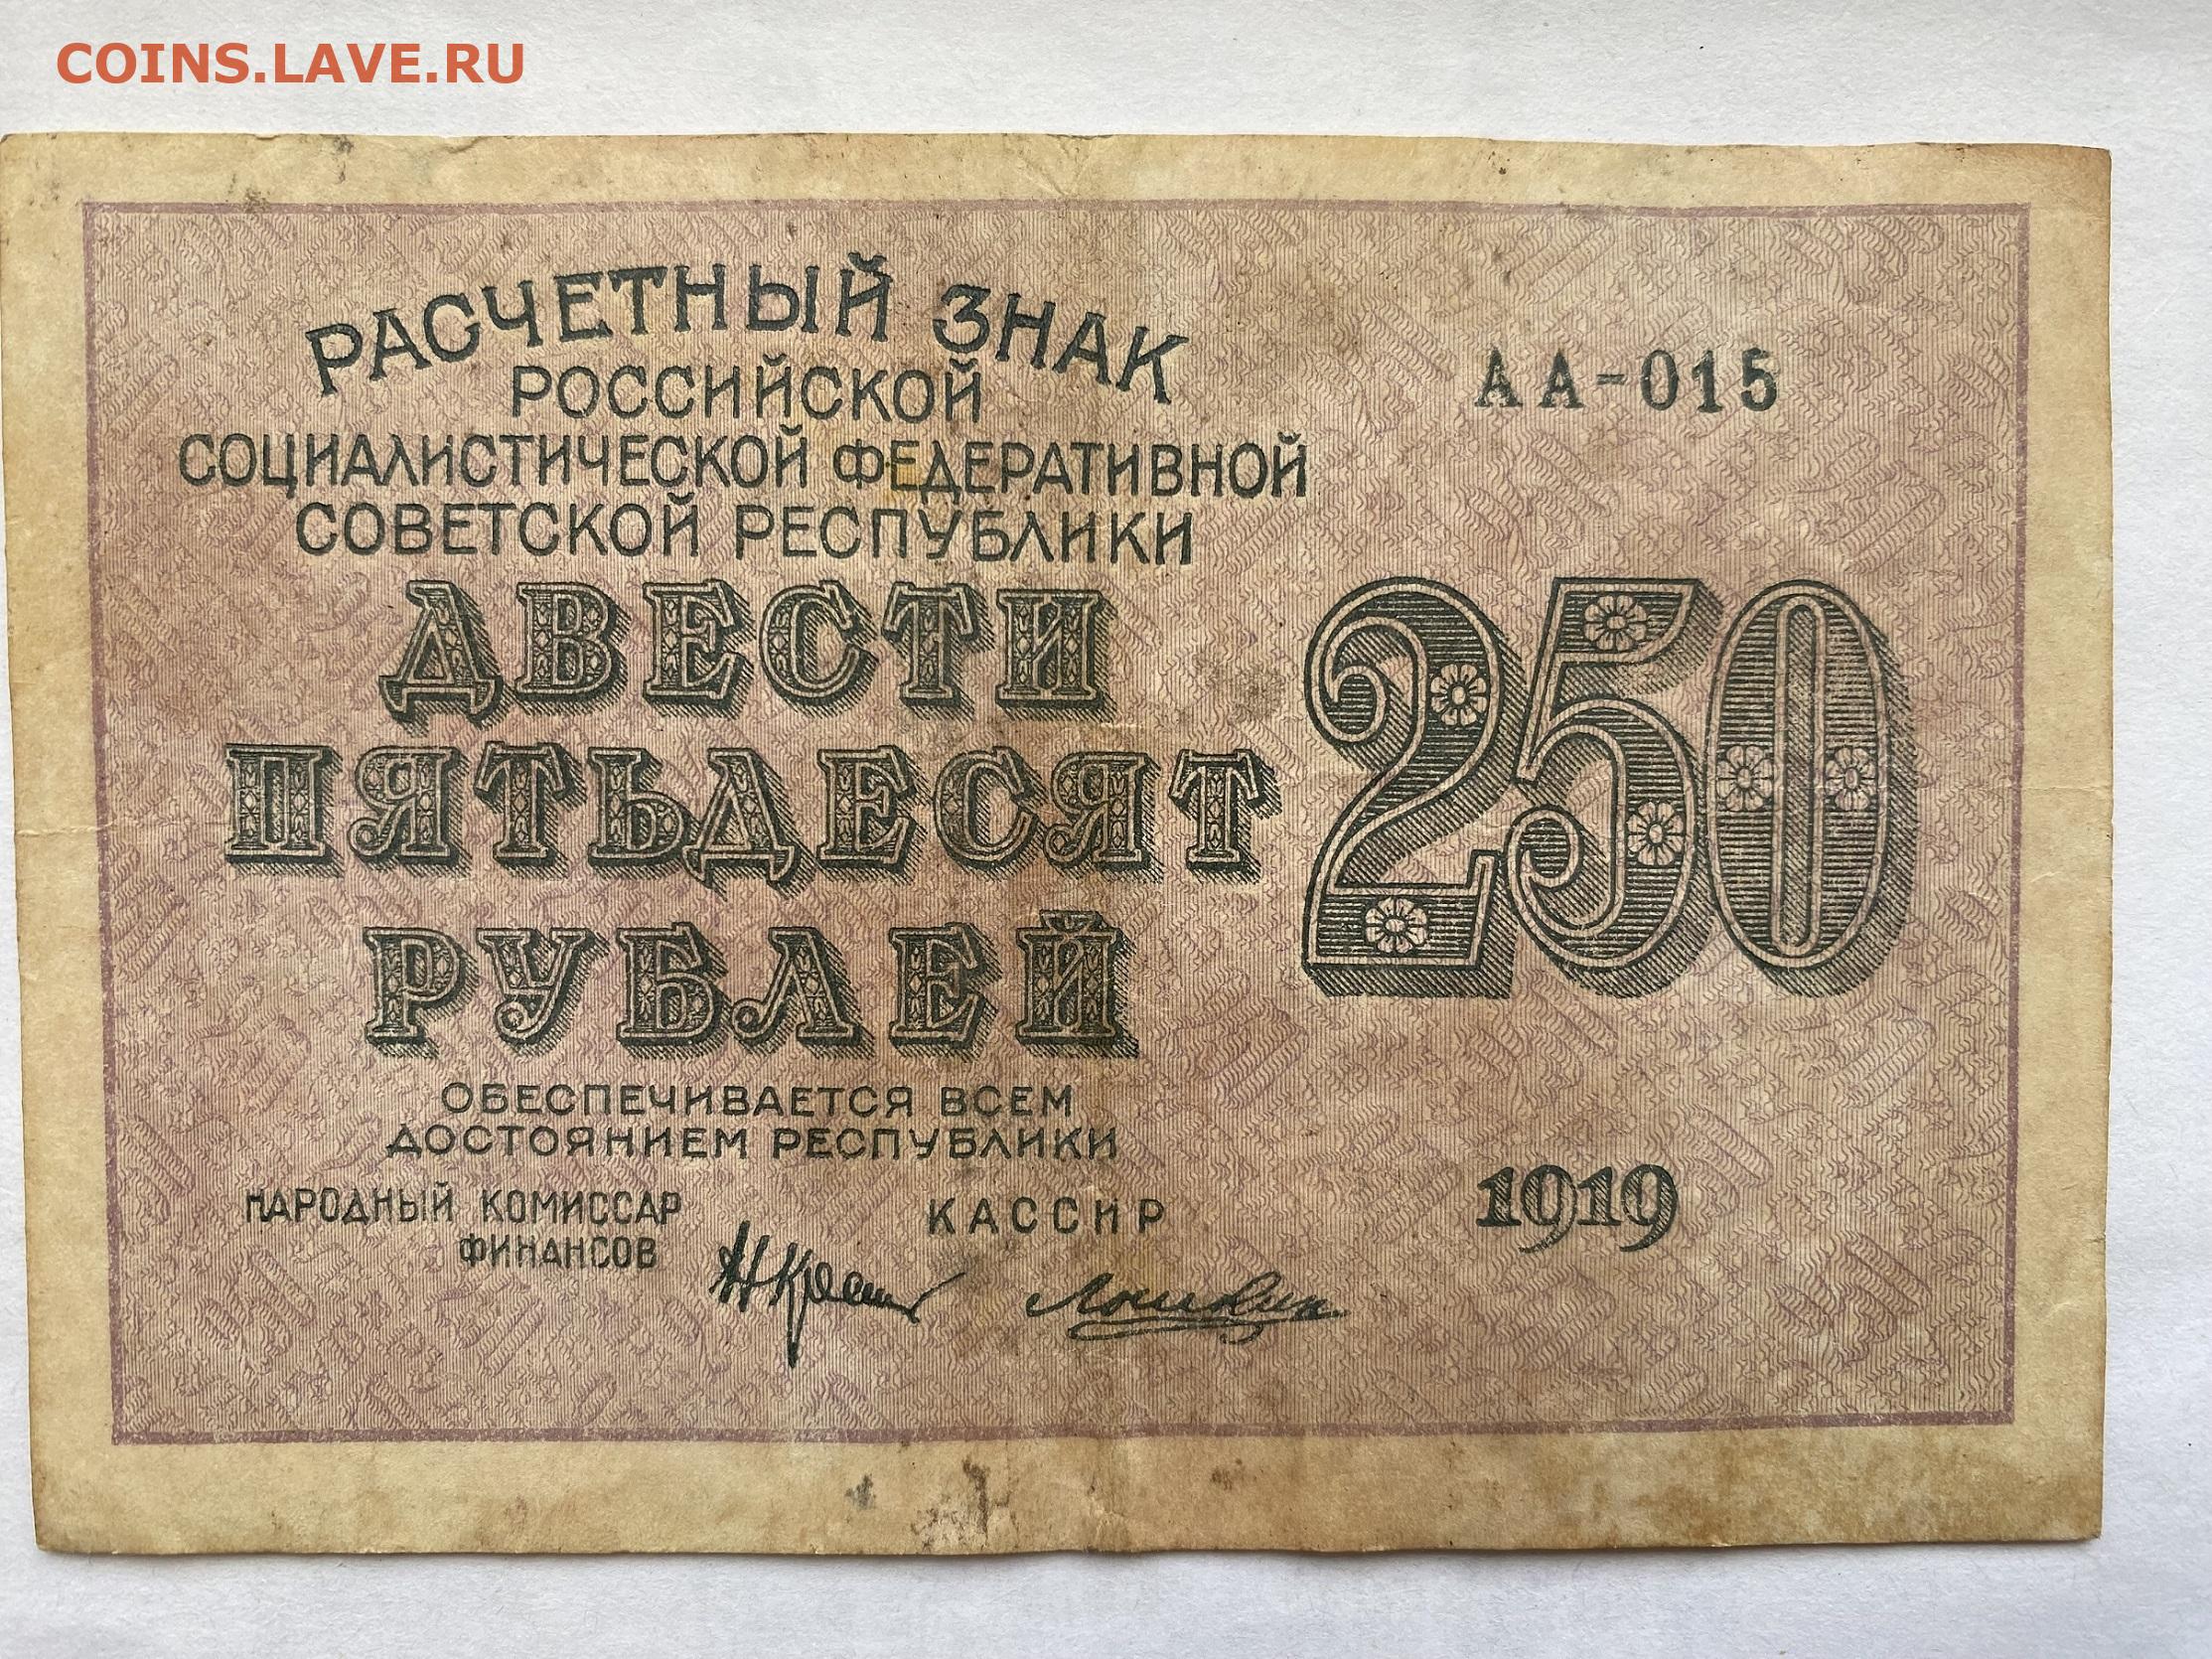 COINS.LAVE.RU
РАСЧЕТНЫЙ ЗНАК
РОССИЙСКОЙ
СОЦИАЛИСТИЧЕСКОЙ ФЕДЕРАТИВНОЙ
СОВЕТСКОЙ РЕСПУБЛИКИ
АА-015
ДВЕСТИ
ПЯТЬДЕСЯТ
РУБЛЕЙ
250
ОБЕСПЕЧИВАЕТСЯ ВСЕМ
ДОСТОЯНИЕМ РЕСПУБЛИКИ
НАРОДНЫЙ КОМИССАР
ФИНАНСОВ
КАССИР
1919